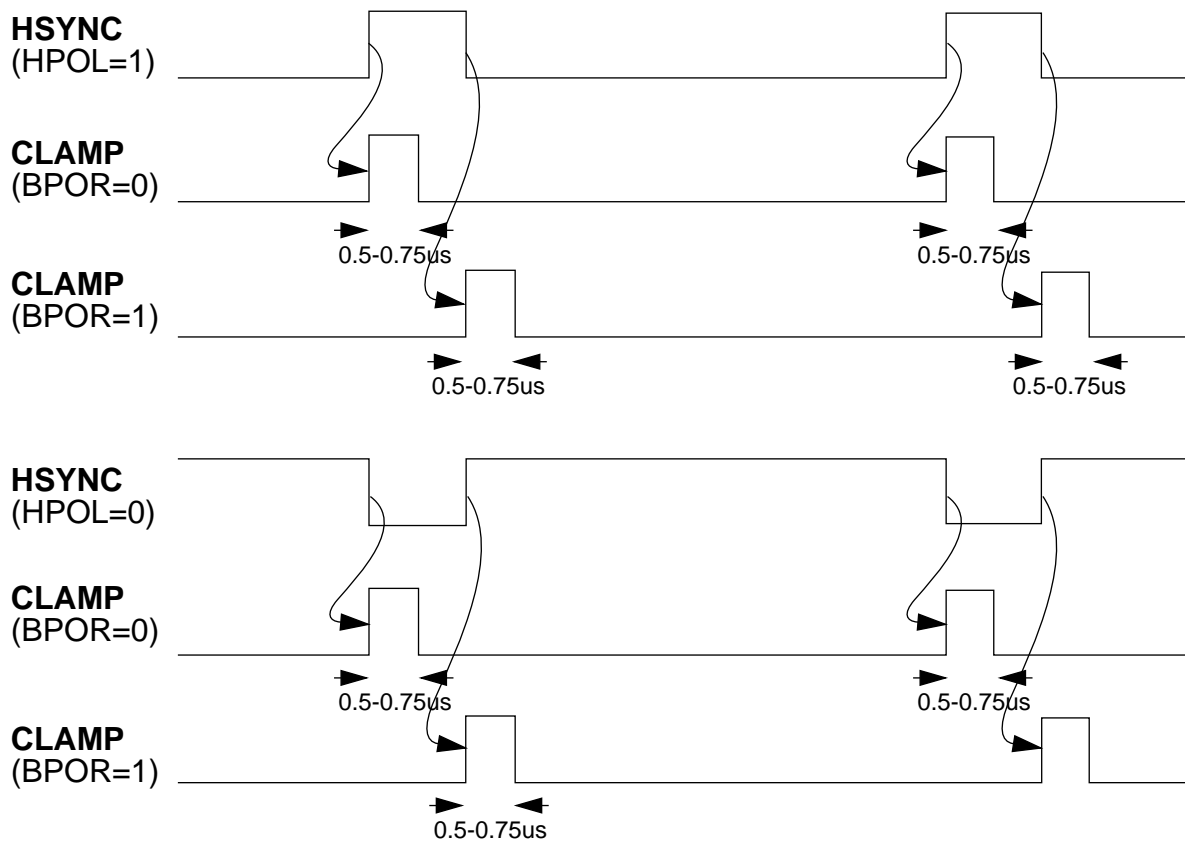 HSYNC
(HPOL=1)
CLAMP
(BPOR=0)
0.5-0.75us
0.5-0.75us
CLAMP
(BPOR=1)
0.5-0.75us
0.5-0.75us
HSYNC
(HPOL=0)
CLAMP
(BPOR=0)
0.5-0.75us
0.5-0.75us
CLAMP
(BPOR=1)
0.5-0.75us